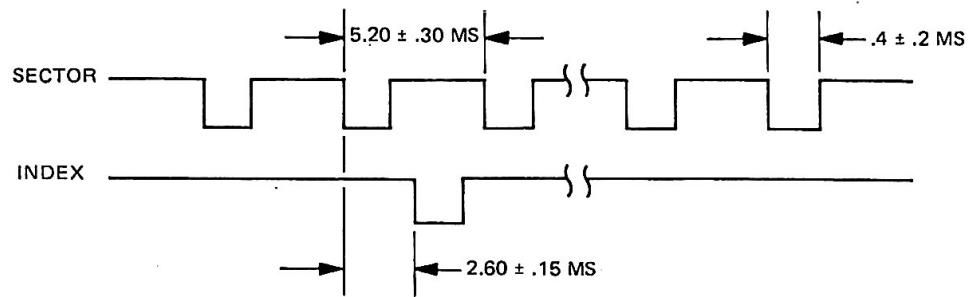 5.20 ± .30 MS
.4 ± .2 MS
SECTOR
INDEX
2.60 ± .15 MS